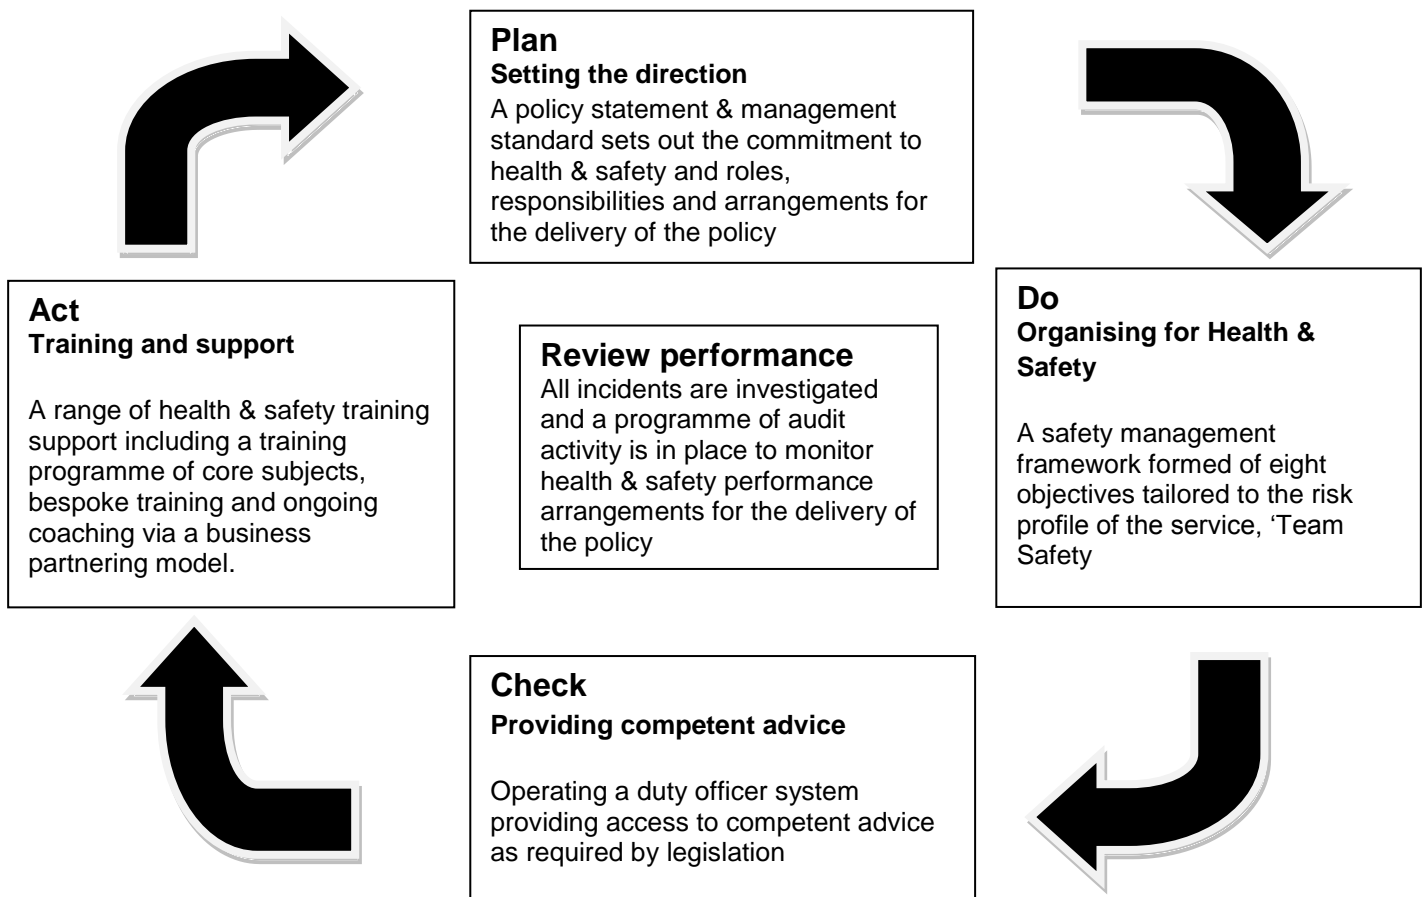 Plan
Setting the direction
A policy statement & management
standard sets out the commitment to
health & safety and roles,
responsibilities and arrangements for
the delivery of the policy
Act
Training and support
A range of health & safety training
support including a training
programme of core subjects,
bespoke training and ongoing
coaching via a business
partnering model.
Review performance
All incidents are investigated
and a programme of audit
activity is in place to monitor
health & safety performance
arrangements for the delivery of
the policy
Do
Organising for Health &
Safety
A safety management
framework formed of eight
objectives tailored to the risk
profile of the service, ‘Team
Safety
Check
Providing competent advice
Operating a duty officer system
providing access to competent advice
as required by legislation